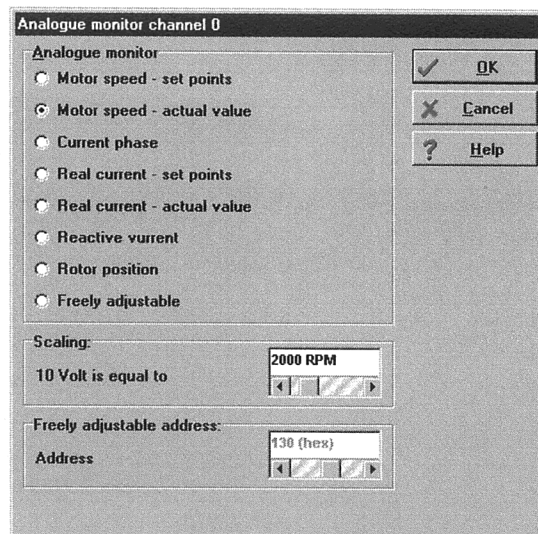 Analogue monitor channel 0
Analogue monitor
Motor speed - set points
Motor speed - actual value
Current phase
Real current - set points
Real current - actual value
Reactive vurrent
Rotor position
Freely adjustable
OK
Cancel
Help
Scaling:
10 Volt is equal to
2000 RPM
Freely adjustable address:
Address
130 (hex)